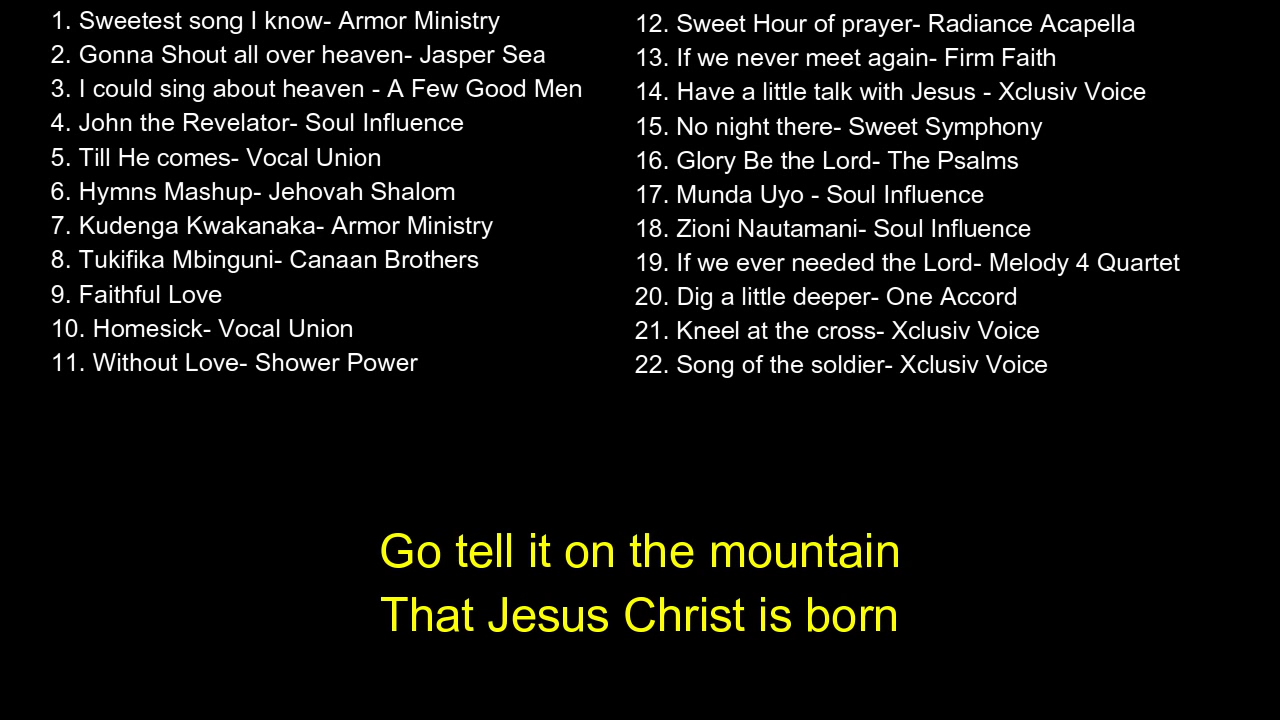 1. Sweetest song I know- Armor Ministry
2. Gonna Shout all over heaven- Jasper Sea
3. I could sing about heaven - A Few Good Men
4. John the Revelator- Soul Influence
5. Till He comes- Vocal Union
6. Hymns Mashup- Jehovah Shalom
7. Kudenga Kwakanaka- Armor Ministry
8. Tukifika Mbinguni- Canaan Brothers
9. Faithful Love
10. Homesick- Vocal Union
11. Without Love- Shower Power
12. Sweet Hour of prayer- Radiance Acapella
13. If we never meet again- Firm Faith
14. Have a little talk with Jesus - Xclusiv Voice
15. No night there- Sweet Symphony
16. Glory Be the Lord- The Psalms
17. Munda Uyo - Soul Influence
18. Zioni Nautamani- Soul Influence
19. If we ever needed the Lord- Melody 4 Quartet
20. Dig a little deeper- One Accord
21. Kneel at the cross- Xclusiv Voice
22. Song of the soldier- Xclusiv Voice
Go tell it on the mountain
That Jesus Christ is born